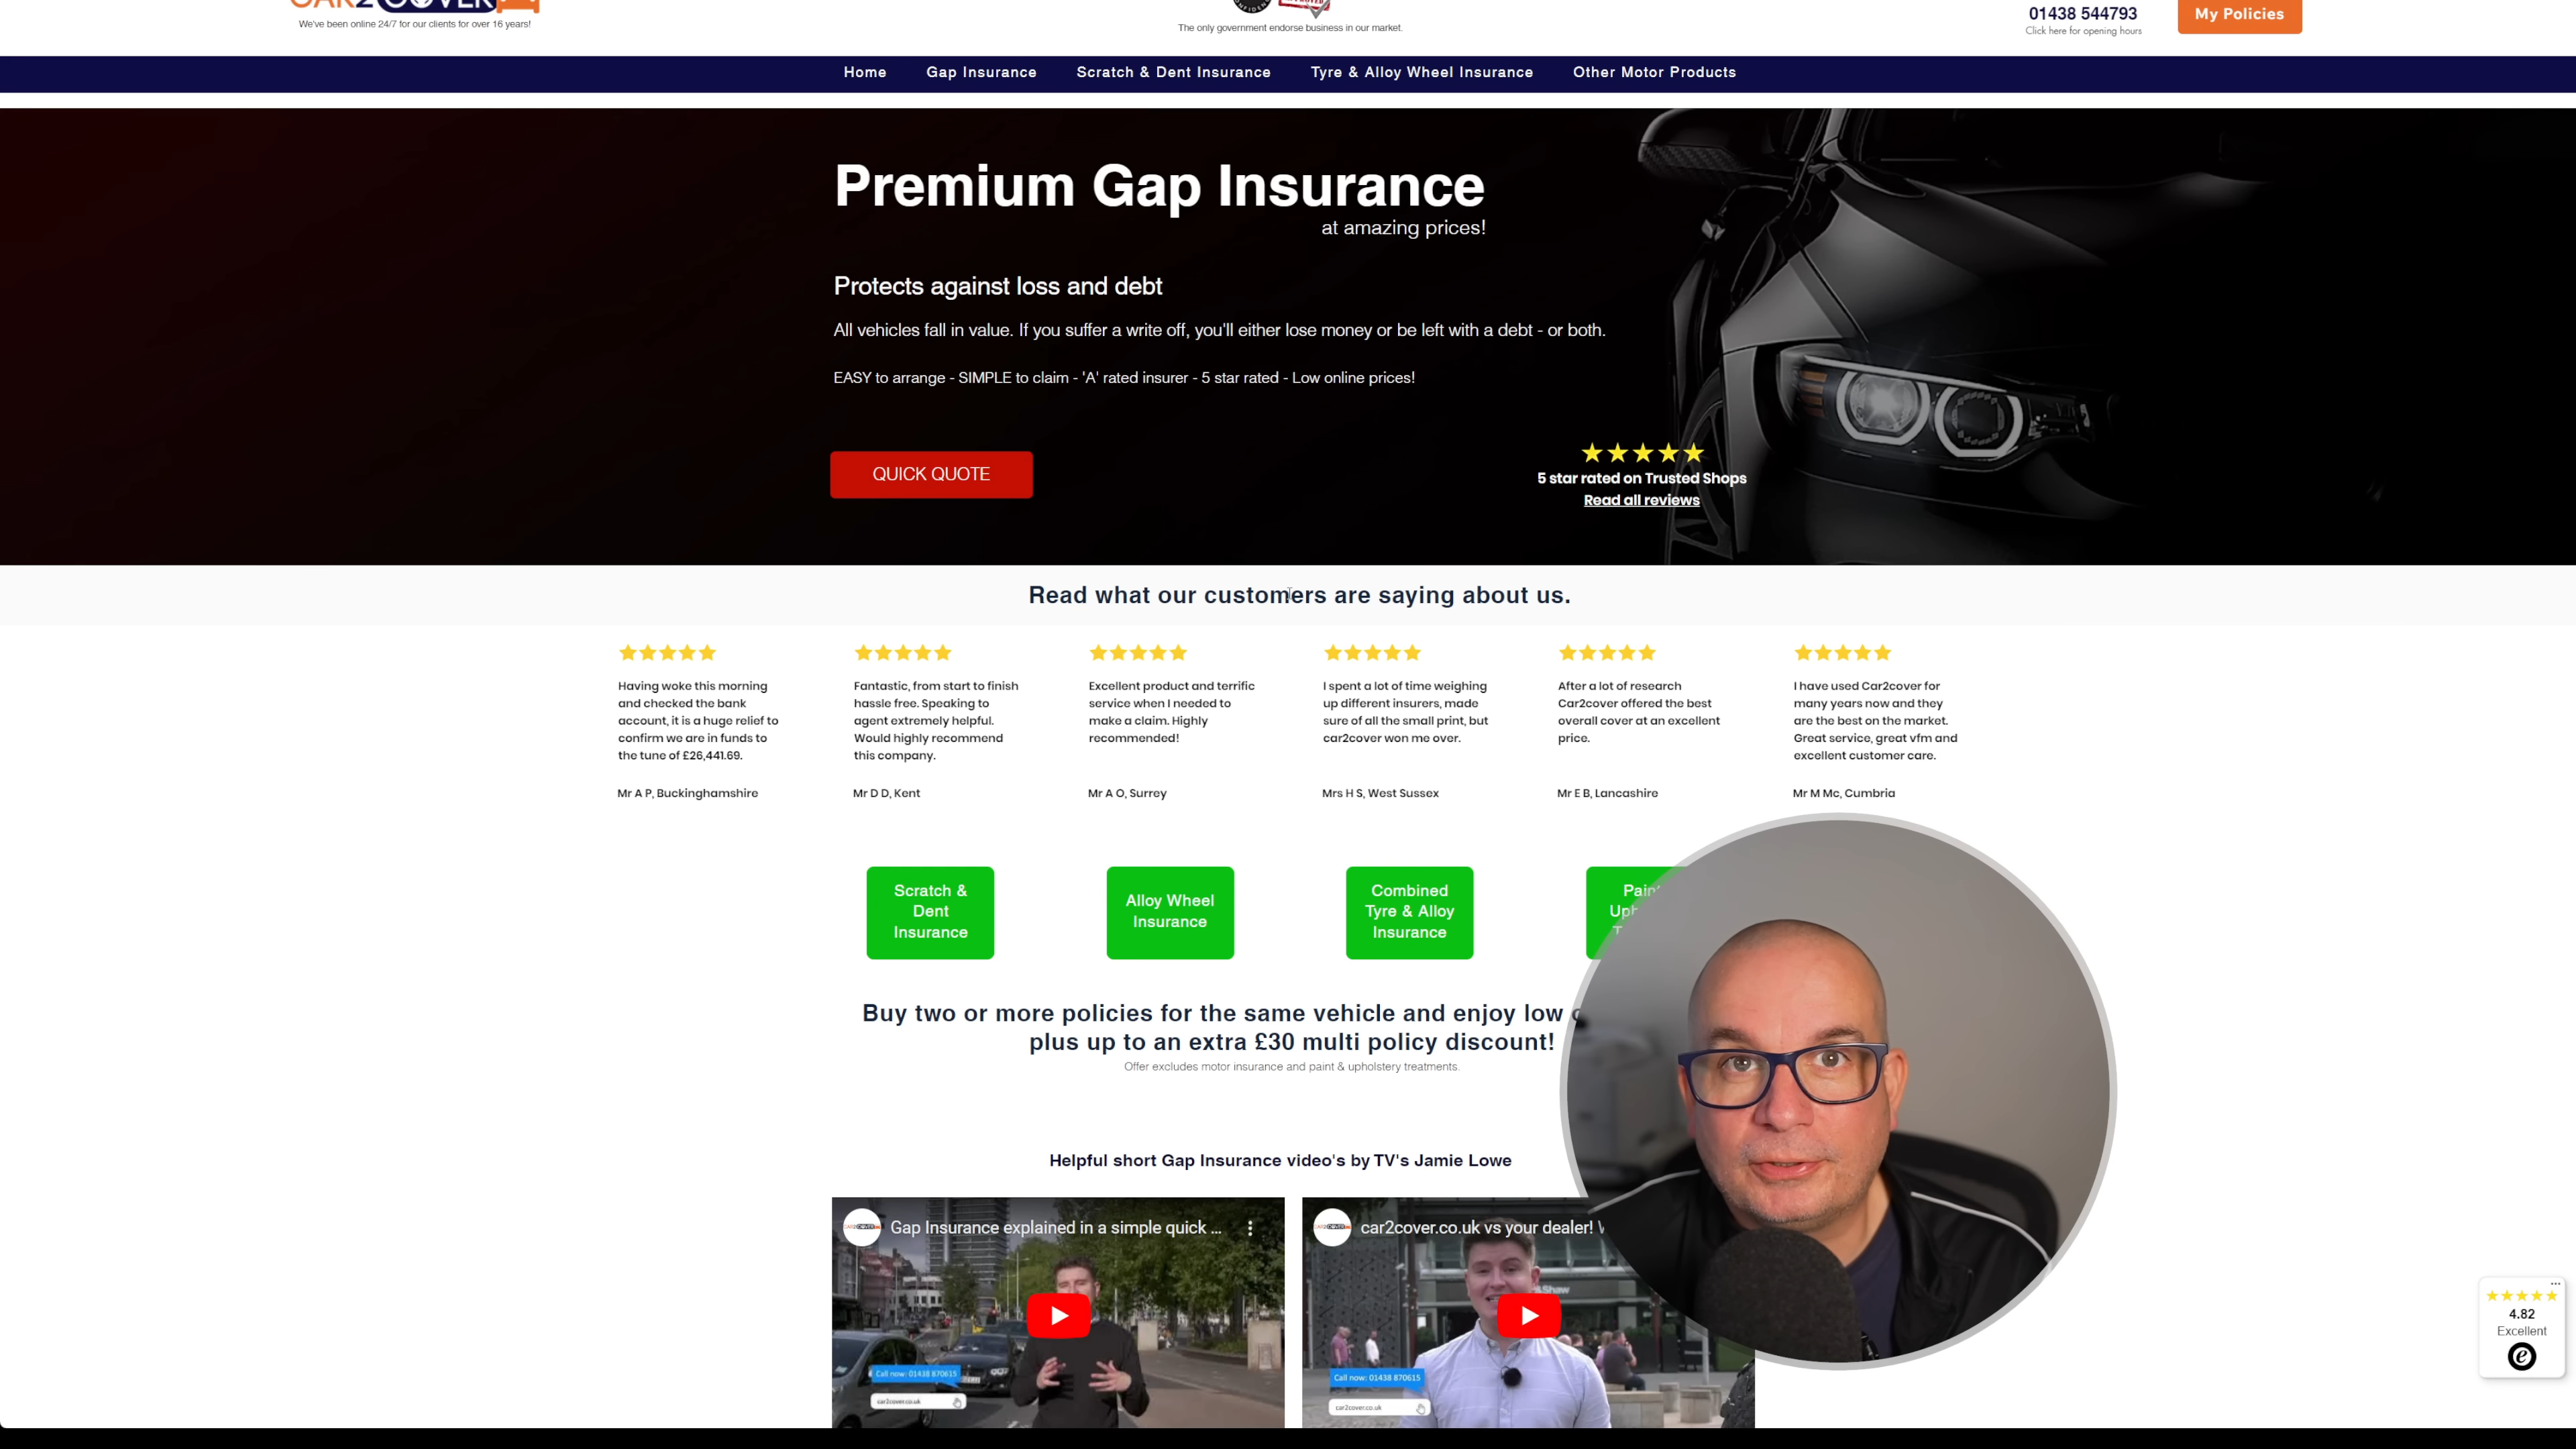 CAR2COVER
We've been online 24/7 for our clients for over 16 years!
The only government endorse business in our market.
01438 544793
Click here for opening hours
My Policies
Home
Gap Insurance
Scratch & Dent Insurance
Tyre & Alloy Wheel Insurance
Other Motor Products
Premium Gap Insurance
at amazing prices!
Protects against loss and debt
All vehicles fall in value. If you suffer a write off, you'll either lose money or be left with a debt - or both.
EASY to arrange - SIMPLE to claim - 'A' rated insurer - 5 star rated - Low online prices!
QUICK QUOTE
5 star rated on Trusted Shops
Read all reviews
Read what our customers are saying about us.
Having woke this morning
and checked the bank
account, it is a huge relief to
confirm we are in funds to
the tune of £26,441.69.
Mr A P, Buckinghamshire
Fantastic, from start to finish
hassle free. Speaking to
agent extremely helpful.
Would highly recommend
this company.
Mr D D, Kent
Excellent product and terrific
service when I needed to
make a claim. Highly
recommended!
Mr A O, Surrey
I spent a lot of time weighing
up different insurers, made
sure of all the small print, but
car2cover won me over.
Mrs H S, West Sussex
After a lot of research
Car2cover offered the best
overall cover at an excellent
price.
Mr E B, Lancashire
I have used Car2cover for
many years now and they
are the best on the market.
Great service, great vfm and
excellent customer care.
Mr M Mc, Cumbria
Scratch &
Dent
Insurance
Alloy Wheel
Insurance
Combined
Tyre & Alloy
Insurance
Buy two or more policies for the same vehicle and enjoy low
plus up to an extra £30 multi policy discount!
Offer excludes motor insurance and paint & upholstery treatments.
Helpful short Gap Insurance video's by TV's Jamie Lowe
Gap Insurance explained in a simple quick ...
Call now: 01438 870615
car2cover.co.uk
car2cover.co.uk vs your dealer!
Call now: 01438 870615
car2cover.co.uk
4.82
Excellent
e